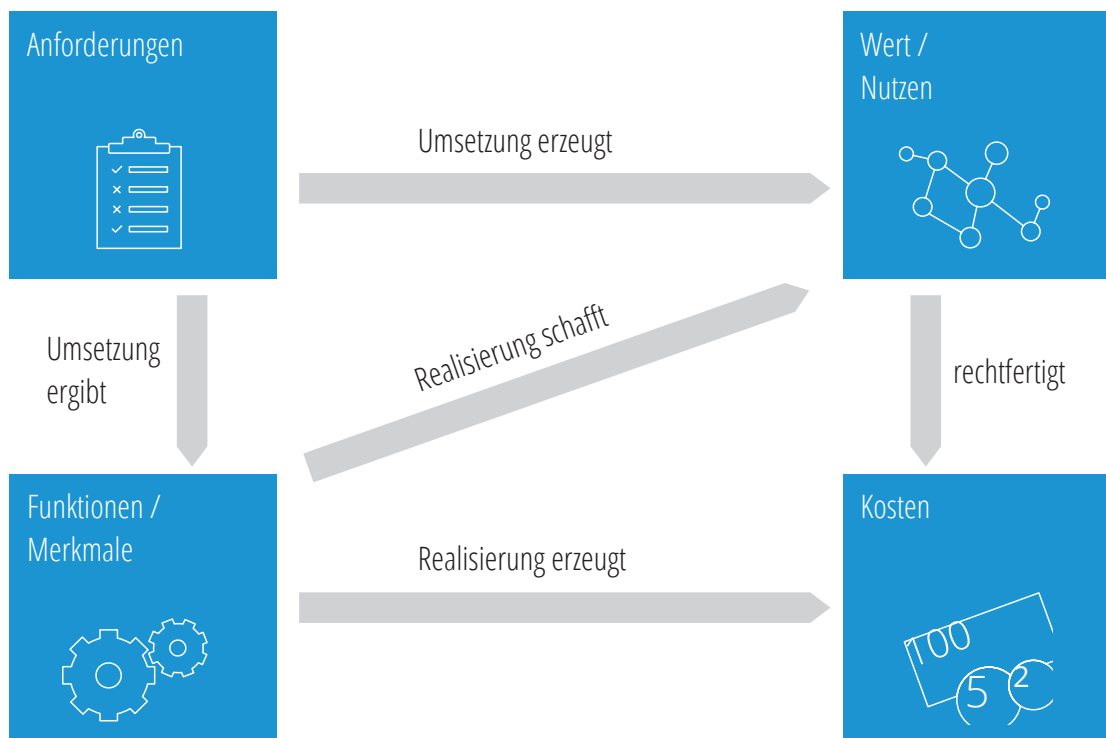 Anforderungen
Wert /
Nutzen
Umsetzung erzeugt
Umsetzung
ergibt
Realisierung schafft
rechtfertigt
Funktionen /
Merkmale
Realisierung erzeugt
Kosten
100
5
2